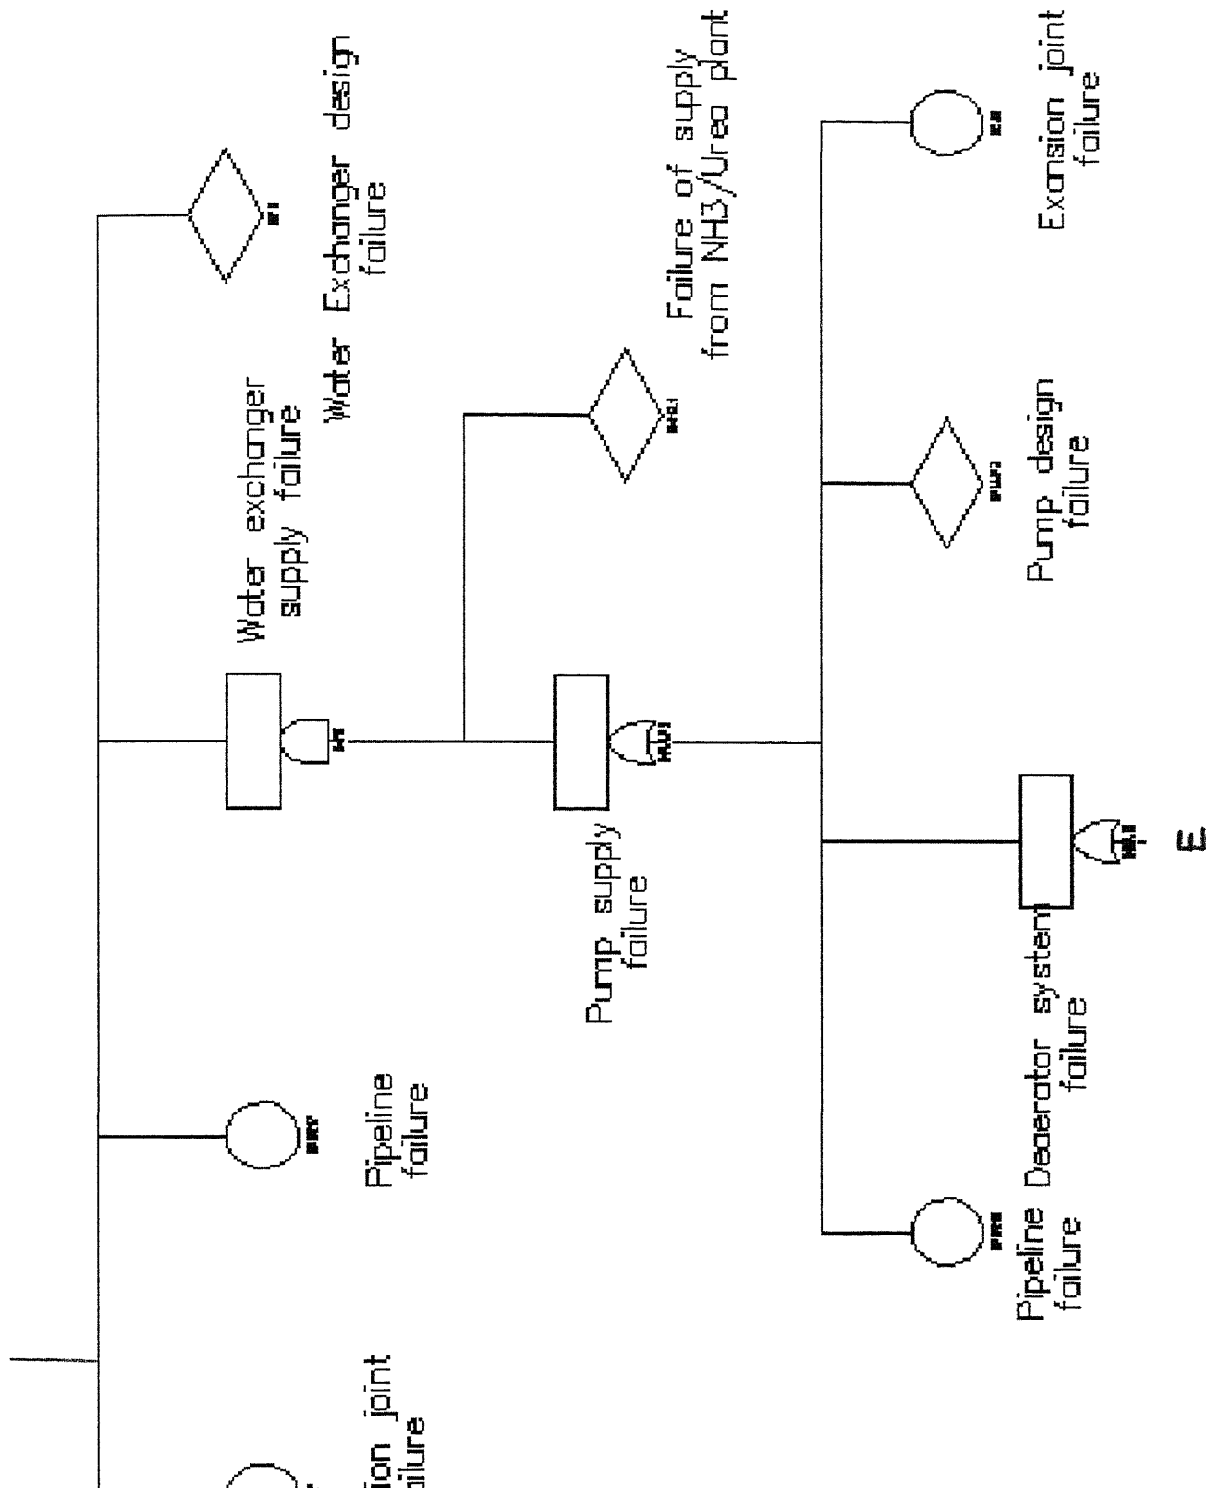 Water Exchanger design
failure
Water exchanger
supply failure
Pipeline
failure
ion joint
ailure
Failure of supply
from NH3/Urea plant
Pump supply
failure
Exansion joint
failure
Pump design
failure
Deaerator system
failure
Pipeline
failure
E